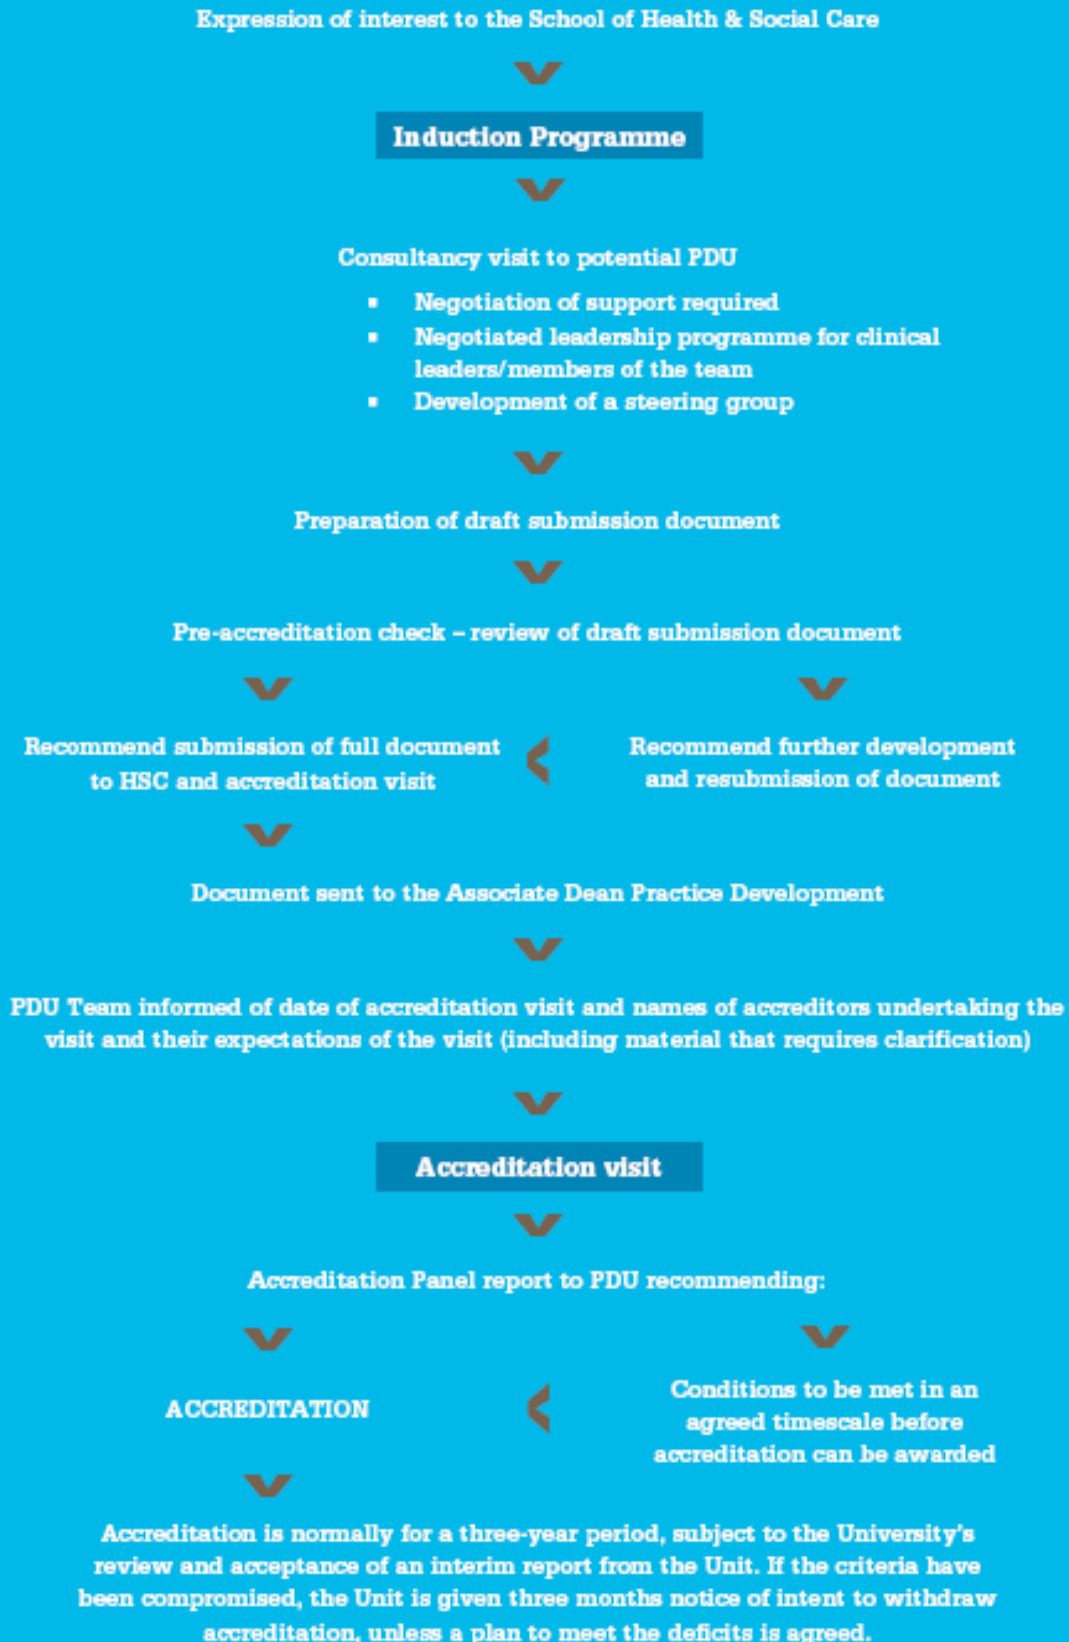 Expression of interest to the School of Health & Social Care
Induction Programme
Consultancy visit to potential PDU
▪ Negotiation of support required
▪ Negotiated leadership programme for clinical
leaders/members of the team
▪ Development of a steering group
Preparation of draft submission document
Pre-accreditation check – review of draft submission document
Recommend submission of full document
to HSC and accreditation visit
Recommend further development
and resubmission of document
Document sent to the Associate Dean Practice Development
PDU Team informed of date of accreditation visit and names of accreditors undertaking the
visit and their expectations of the visit (including material that requires clarification)
Accreditation visit
Accreditation Panel report to PDU recommending:
ACCREDITATION
Conditions to be met in an
agreed timescale before
accreditation can be awarded
Accreditation is normally for a three-year period, subject to the University's
review and acceptance of an interim report from the Unit. If the criteria have
been compromised, the Unit is given three months notice of intent to withdraw
accreditation, unless a plan to meet the deficits is agreed.